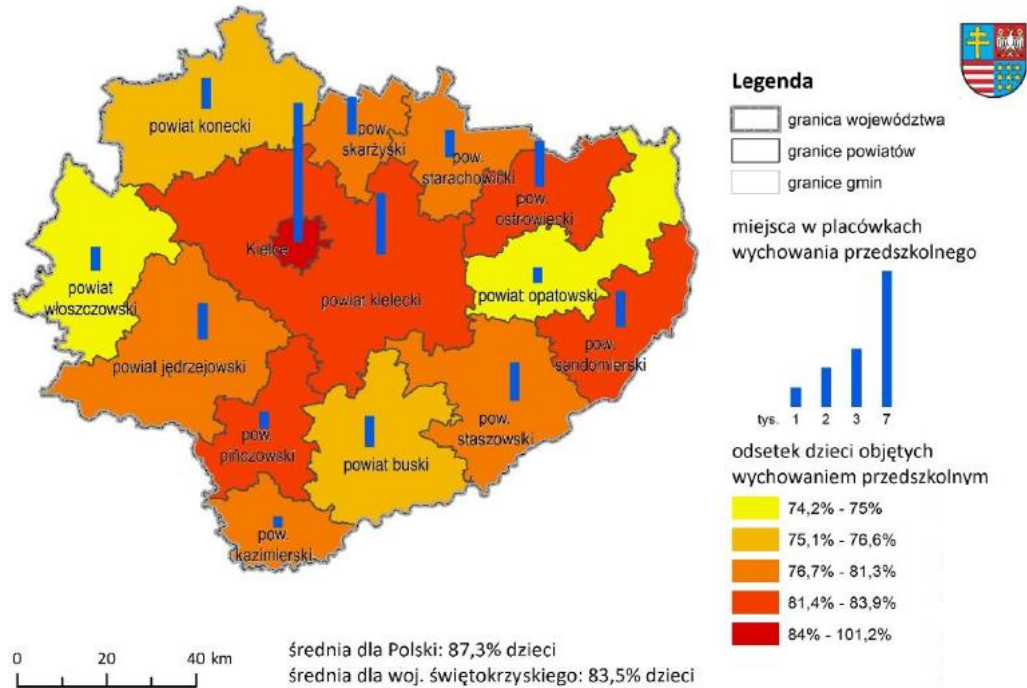 powiat konecki
pow.
skarżyski
pow.
starachowicki
pow.
ostrowiecki
Kielce
powiat
włoszczowski
powiat kielecki
powiat opatowski
pow.
sandomierski
powiat jędrzejowski
pow.
staszowski
pow.
pińczowski
powiat buski
pow.
kazimierski
0 20 40 km
średnia dla Polski: 87,3% dzieci
średnia dla woj. świętokrzyskiego: 83,5% dzieci
Legenda
granica województwa
granice powiatów
granice gmin
miejsca w placówkach
wychowania przedszkolnego
tys. 1 2 3 7
odsetek dzieci objętych
wychowaniem przedszkolnym
74,2% - 75%
75,1% - 76,6%
76,7% - 81,3%
81,4% - 83,9%
84% - 101,2%